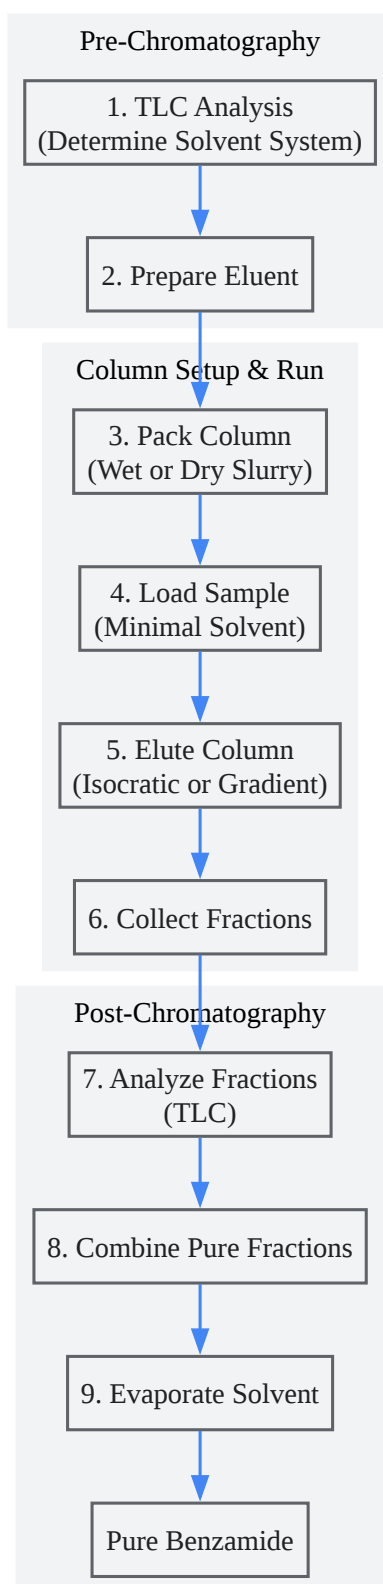 Pre-Chromatography
1. TLC Analysis
(Determine Solvent System)
2. Prepare Eluent
Column Setup & Run
3. Pack Column
(Wet or Dry Slurry)
4. Load Sample
(Minimal Solvent)
5. Elute Column
(Isocratic or Gradient)
6. Collect Fractions
Post-Chromatography
7. Analyze Fractions
(TLC)
8. Combine Pure Fractions
9. Evaporate Solvent
Pure Benzamide